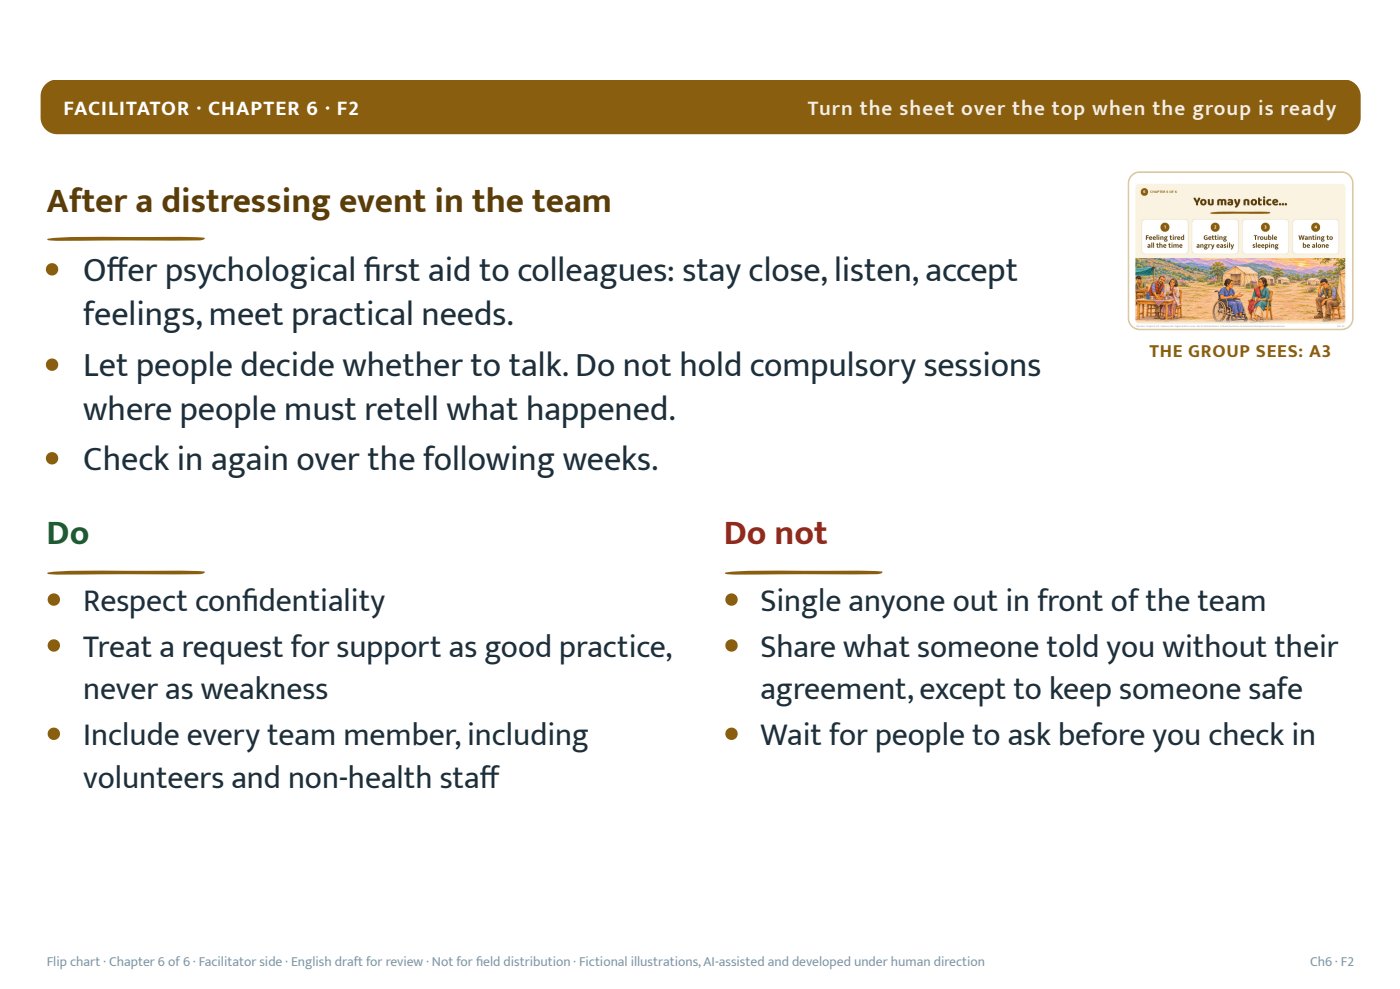 FACILITATOR · CHAPTER 6 · F2
Turn the sheet over the top when the group is ready
After a distressing event in the team
• Offer psychological first aid to colleagues: stay close, listen, accept
feelings, meet practical needs.
• Let people decide whether to talk. Do not hold compulsory sessions
where people must retell what happened.
• Check in again over the following weeks.
CHAPTER 6 OF 6
You may notice...
1
Feeling tired
all the time
2
Getting
angry easily
3
Trouble
sleeping
4
Wanting to
be alone
THE GROUP SEES: A3
Do
• Respect confidentiality
• Treat a request for support as good practice,
never as weakness
• Include every team member, including
volunteers and non-health staff
Do not
• Single anyone out in front of the team
• Share what someone told you without their
agreement, except to keep someone safe
• Wait for people to ask before you check in
Flip chart · Chapter 6 of 6 · Facilitator side · English draft for review · Not for field distribution · Fictional illustrations, AI-assisted and developed under human direction
Ch6 · F2